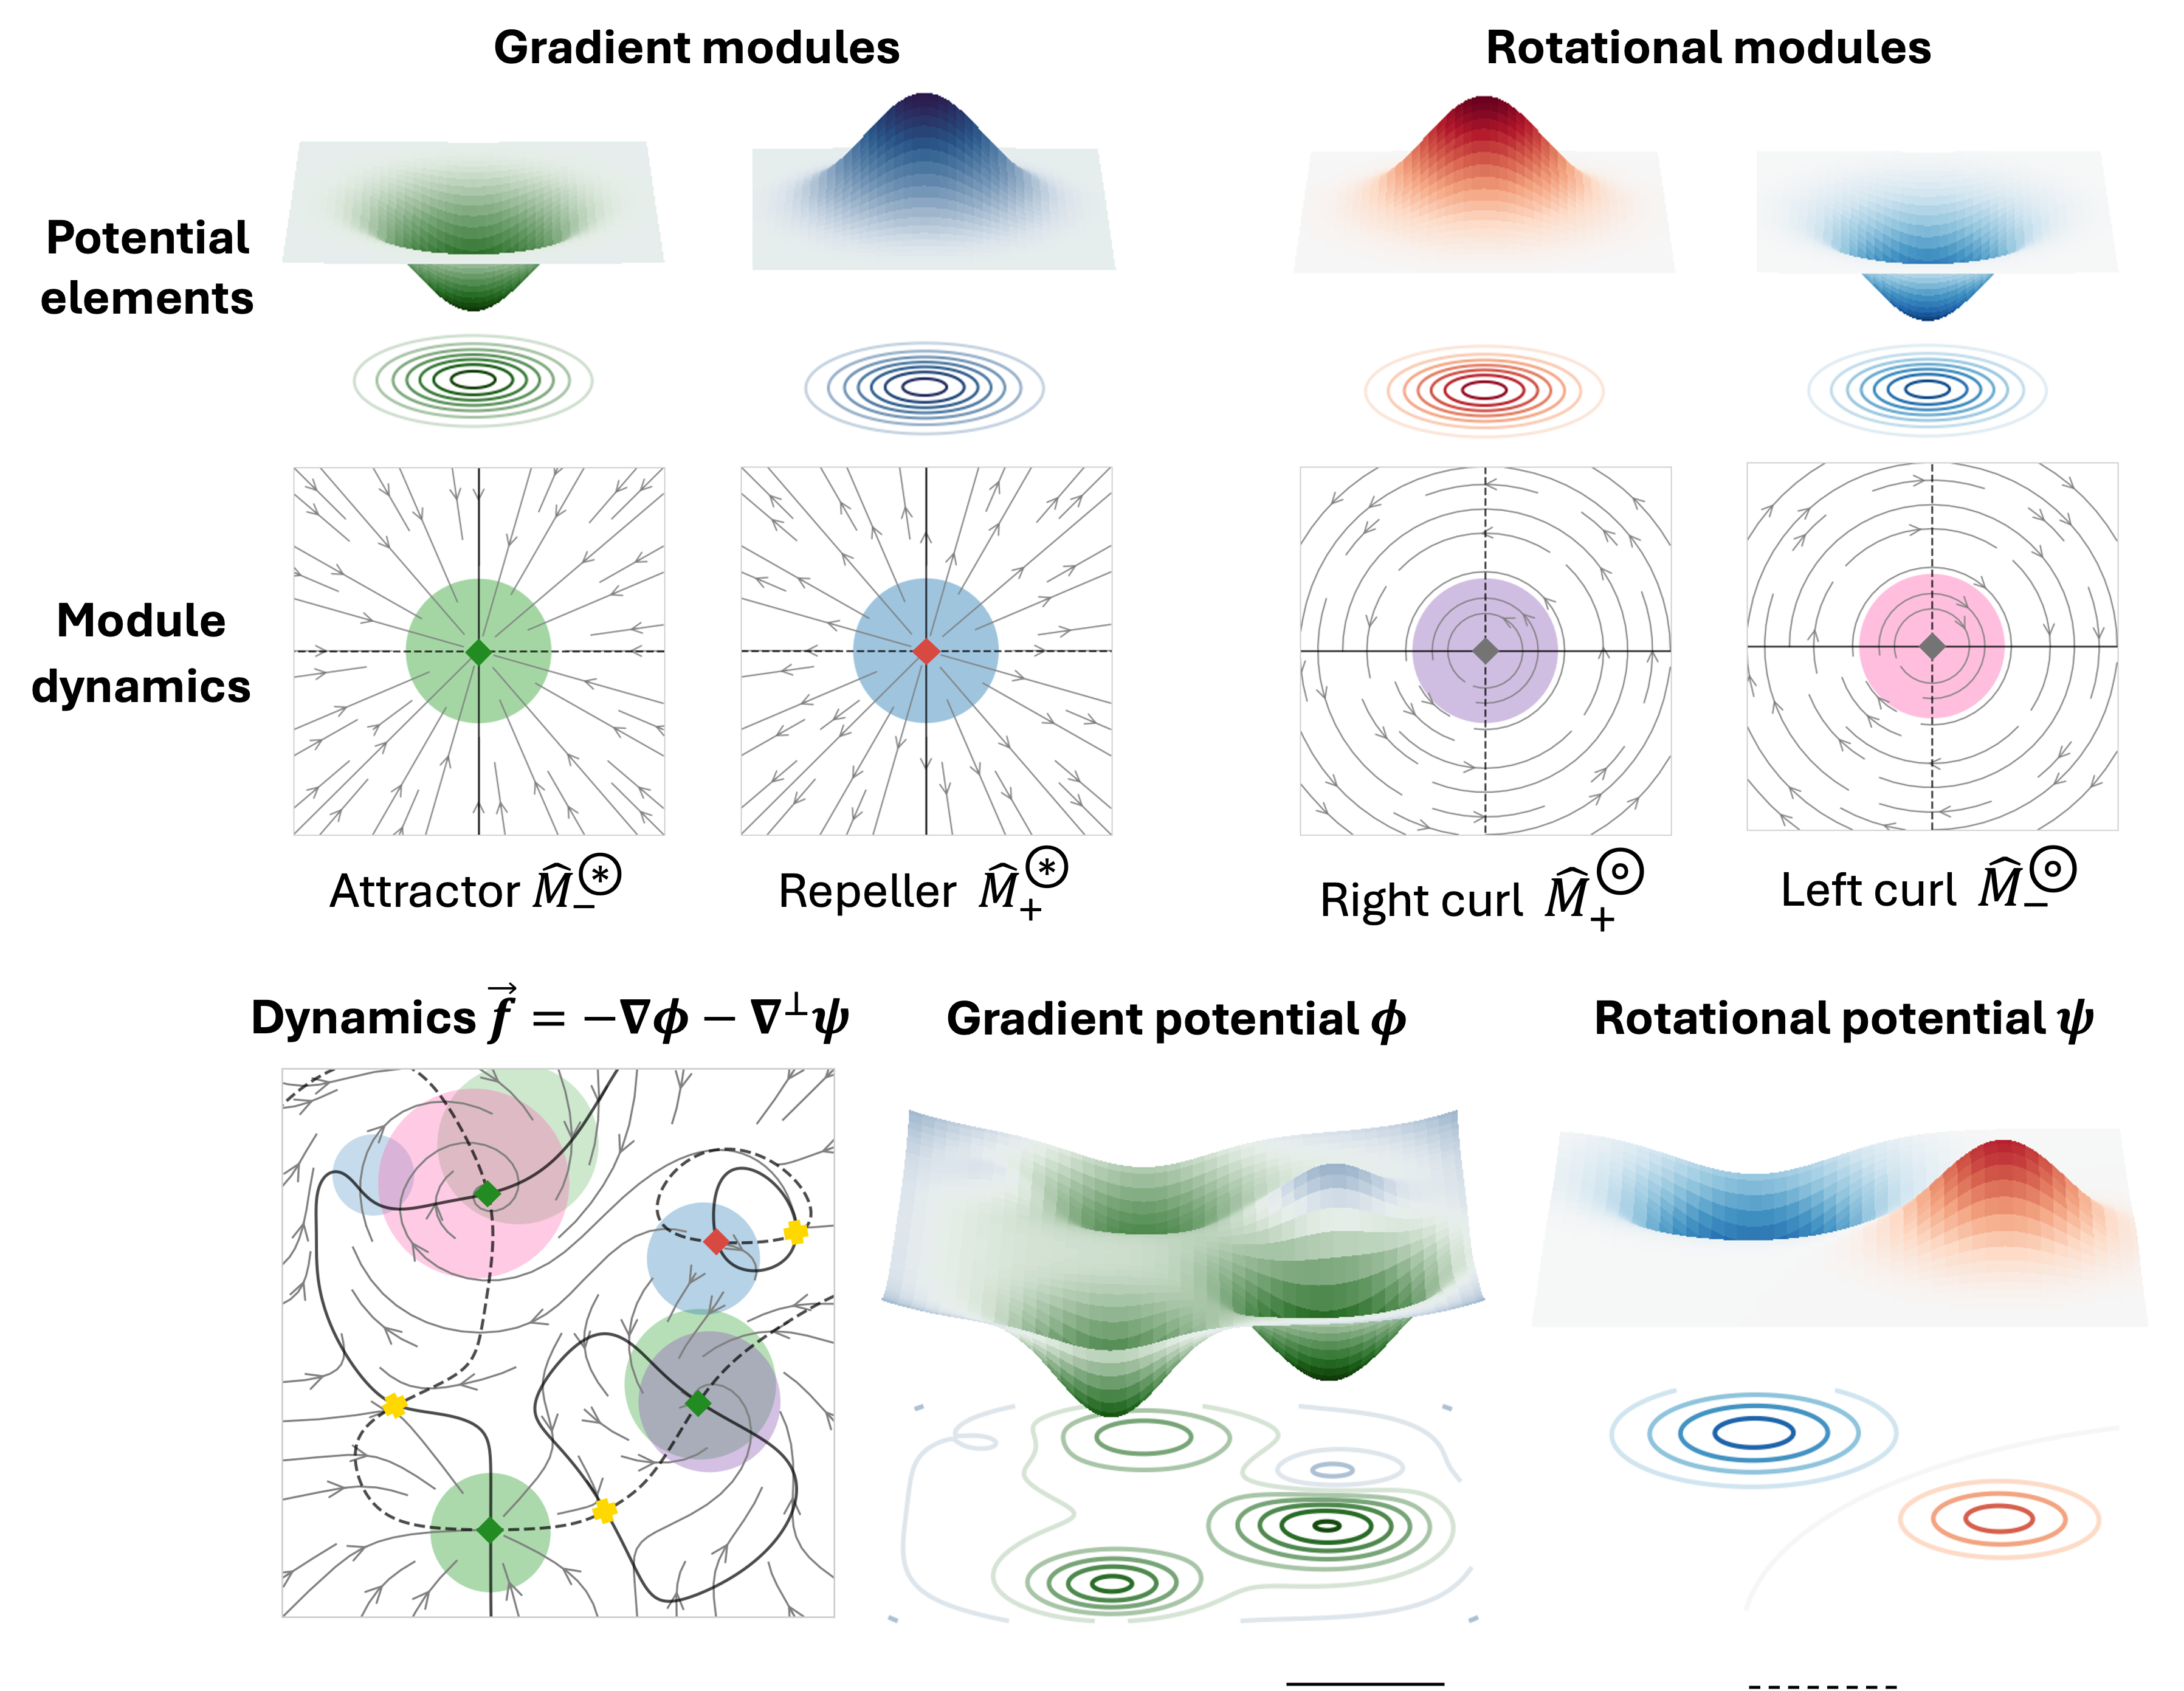 Gradient modules
Rotational modules
Potential
elements
Module
dynamics
Attractor M̂₋^⊛
Repeller M̂₊^⊛
Right curl M̂₊^⊚
Left curl M̂₋^⊚
Dynamics f⃗ = −∇ϕ − ∇^⊥ψ
Gradient potential ϕ
Rotational potential ψ